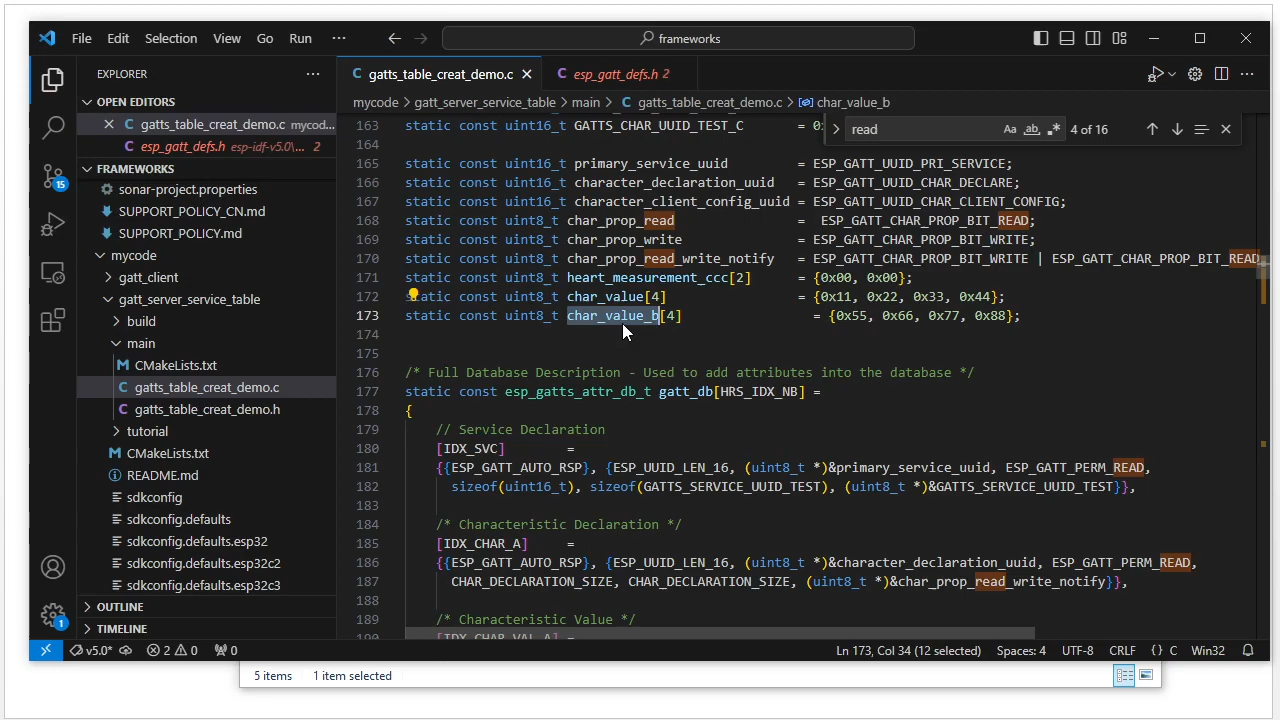 File Edit Selection View Go Run ··· frameworks
EXPLORER ···
OPEN EDITORS
gatts_table_creat_demo.c mycod...
esp_gatt_defs.h esp-idf-v5.0\... 2
FRAMEWORKS
sonar-project.properties
SUPPORT_POLICY_CN.md
SUPPORT_POLICY.md
mycode
gatt_client
gatt_server_service_table
build
main
CMakeLists.txt
gatts_table_creat_demo.c
gatts_table_creat_demo.h
tutorial
CMakeLists.txt
README.md
sdkconfig
sdkconfig.defaults
sdkconfig.defaults.esp32
sdkconfig.defaults.esp32c2
sdkconfig.defaults.esp32c3
OUTLINE
TIMELINE
15
1
gatts_table_creat_demo.c esp_gatt_defs.h 2
mycode > gatt_server_service_table > main > gatts_table_creat_demo.c > char_value_b
read Aa ab .* 4 of 16
163 static const uint16_t GATTS_CHAR_UUID_TEST_C = 0
164
165 static const uint16_t primary_service_uuid = ESP_GATT_UUID_PRI_SERVICE;
166 static const uint16_t character_declaration_uuid = ESP_GATT_UUID_CHAR_DECLARE;
167 static const uint16_t character_client_config_uuid = ESP_GATT_UUID_CHAR_CLIENT_CONFIG;
168 static const uint8_t char_prop_read = ESP_GATT_CHAR_PROP_BIT_READ;
169 static const uint8_t char_prop_write = ESP_GATT_CHAR_PROP_BIT_WRITE;
170 static const uint8_t char_prop_read_write_notify = ESP_GATT_CHAR_PROP_BIT_WRITE | ESP_GATT_CHAR_PROP_BIT_READ
171 static const uint8_t heart_measurement_ccc[2] = {0x00, 0x00};
172 static const uint8_t char_value[4] = {0x11, 0x22, 0x33, 0x44};
173 static const uint8_t char_value_b[4] = {0x55, 0x66, 0x77, 0x88};
174
175
176 /* Full Database Description - Used to add attributes into the database */
177 static const esp_gatts_attr_db_t gatt_db[HRS_IDX_NB] =
178 {
179 // Service Declaration
180 [IDX_SVC] =
181 {{ESP_GATT_AUTO_RSP}, {ESP_UUID_LEN_16, (uint8_t *)&primary_service_uuid, ESP_GATT_PERM_READ,
182 sizeof(uint16_t), sizeof(GATTS_SERVICE_UUID_TEST), (uint8_t *)&GATTS_SERVICE_UUID_TEST}},
183
184 /* Characteristic Declaration */
185 [IDX_CHAR_A] =
186 {{ESP_GATT_AUTO_RSP}, {ESP_UUID_LEN_16, (uint8_t *)&character_declaration_uuid, ESP_GATT_PERM_READ,
187 CHAR_DECLARATION_SIZE, CHAR_DECLARATION_SIZE, (uint8_t *)&char_prop_read_write_notify}},
188
189 /* Characteristic Value */
190 [IDX_CHAR_VAL_A] =
v5.0* 2 0 0 Ln 173, Col 34 (12 selected) Spaces: 4 UTF-8 CRLF {} C Win32
5 items 1 item selected